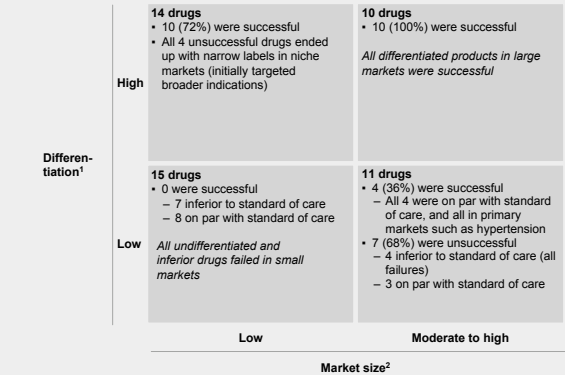 14 drugs
• 10 (72%) were successful
• All 4 unsuccessful drugs ended
up with narrow labels in niche
markets (initially targeted
broader indications)
10 drugs
• 10 (100%) were successful
All differentiated products in large
markets were successful
High
Differen-
tiation¹
15 drugs
• 0 were successful
– 7 inferior to standard of care
– 8 on par with standard of care
All undifferentiated and
inferior drugs failed in small
markets
11 drugs
• 4 (36%) were successful
– All 4 were on par with standard
of care, and all in primary
markets such as hypertension
• 7 (68%) were unsuccessful
– 4 inferior to standard of care (all
failures)
– 3 on par with standard of care
Low
Low
Moderate to high
Market size²